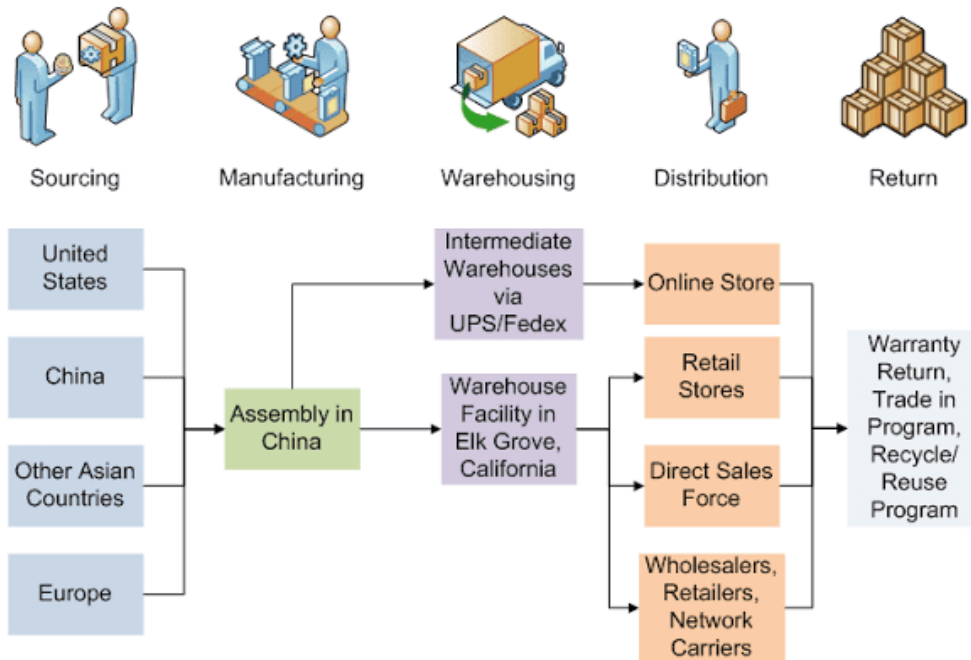 Sourcing
Manufacturing
Warehousing
Distribution
Return
United
States
China
Other Asian
Countries
Europe
Assembly in
China
Intermediate
Warehouses
via
UPS/Fedex
Warehouse
Facility in
Elk Grove,
California
Online Store
Retail
Stores
Direct Sales
Force
Wholesalers,
Retailers,
Network
Carriers
Warranty
Return,
Trade in
Program,
Recycle/
Reuse
Program